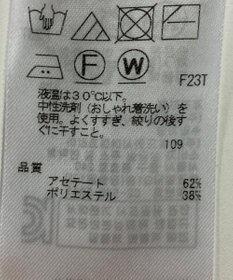 F
W
F23T
液温は30℃以下。
中性洗剤(おしゃれ着洗い)を
使用。よくすすぎ、絞りの後す
ぐに干すこと。
109
品質
アセテート 62%
ポリエステル 38%